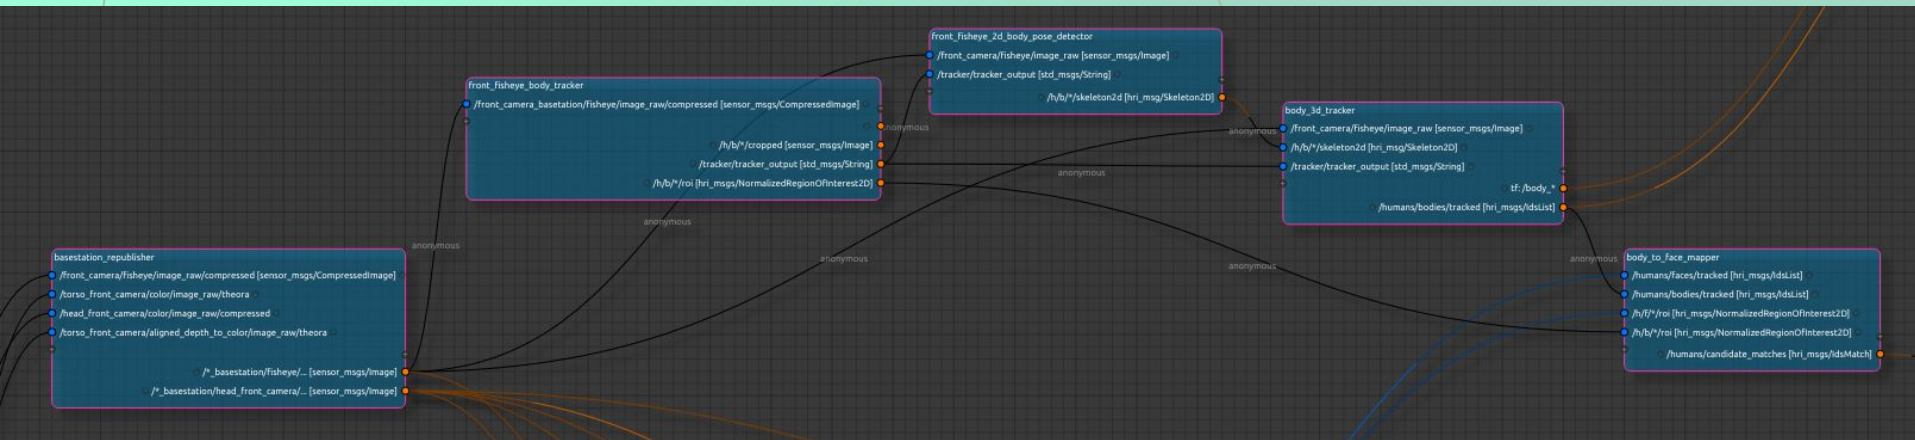 front_fisheye_2d_body_pose_detector
/front_camera/fisheye/image_raw [sensor_msgs/Image]
/tracker/tracker_output [std_msgs/String]
/h/b/*/skeleton2d [hri_msg/Skeleton2D]
front_fisheye_body_tracker
/front_camera_basetation/fisheye/image_raw/compressed [sensor_msgs/CompressedImage]
anonymous
/h/b/*/cropped [sensor_msgs/Image]
/tracker/tracker_output [std_msgs/String]
/h/b/*/roi [hri_msgs/NormalizedRegionOfInterest2D]
body_3d_tracker
anonymous
/front_camera/fisheye/image_raw [sensor_msgs/Image]
/h/b/*/skeleton2d [hri_msg/Skeleton2D]
/tracker/tracker_output [std_msgs/String]
anonymous
tf: /body_*
/humans/bodies/tracked [hri_msgs/IdsList]
anonymous
anonymous
anonymous
anonymous
anonymous
basestation_republisher
/front_camera/fisheye/image_raw/compressed [sensor_msgs/CompressedImage]
/torso_front_camera/color/image_raw/theora
/head_front_camera/color/image_raw/compressed
/torso_front_camera/aligned_depth_to_color/image_raw/theora
/*_basestation/fisheye/... [sensor_msgs/Image]
/*_basestation/head_front_camera/... [sensor_msgs/Image]
body_to_face_mapper
/humans/faces/tracked [hri_msgs/IdsList]
/humans/bodies/tracked [hri_msgs/IdsList]
/h/f/*/roi [hri_msgs/NormalizedRegionOfInterest2D]
/h/b/*/roi [hri_msgs/NormalizedRegionOfInterest2D]
/humans/candidate_matches [hri_msgs/IdsMatch]